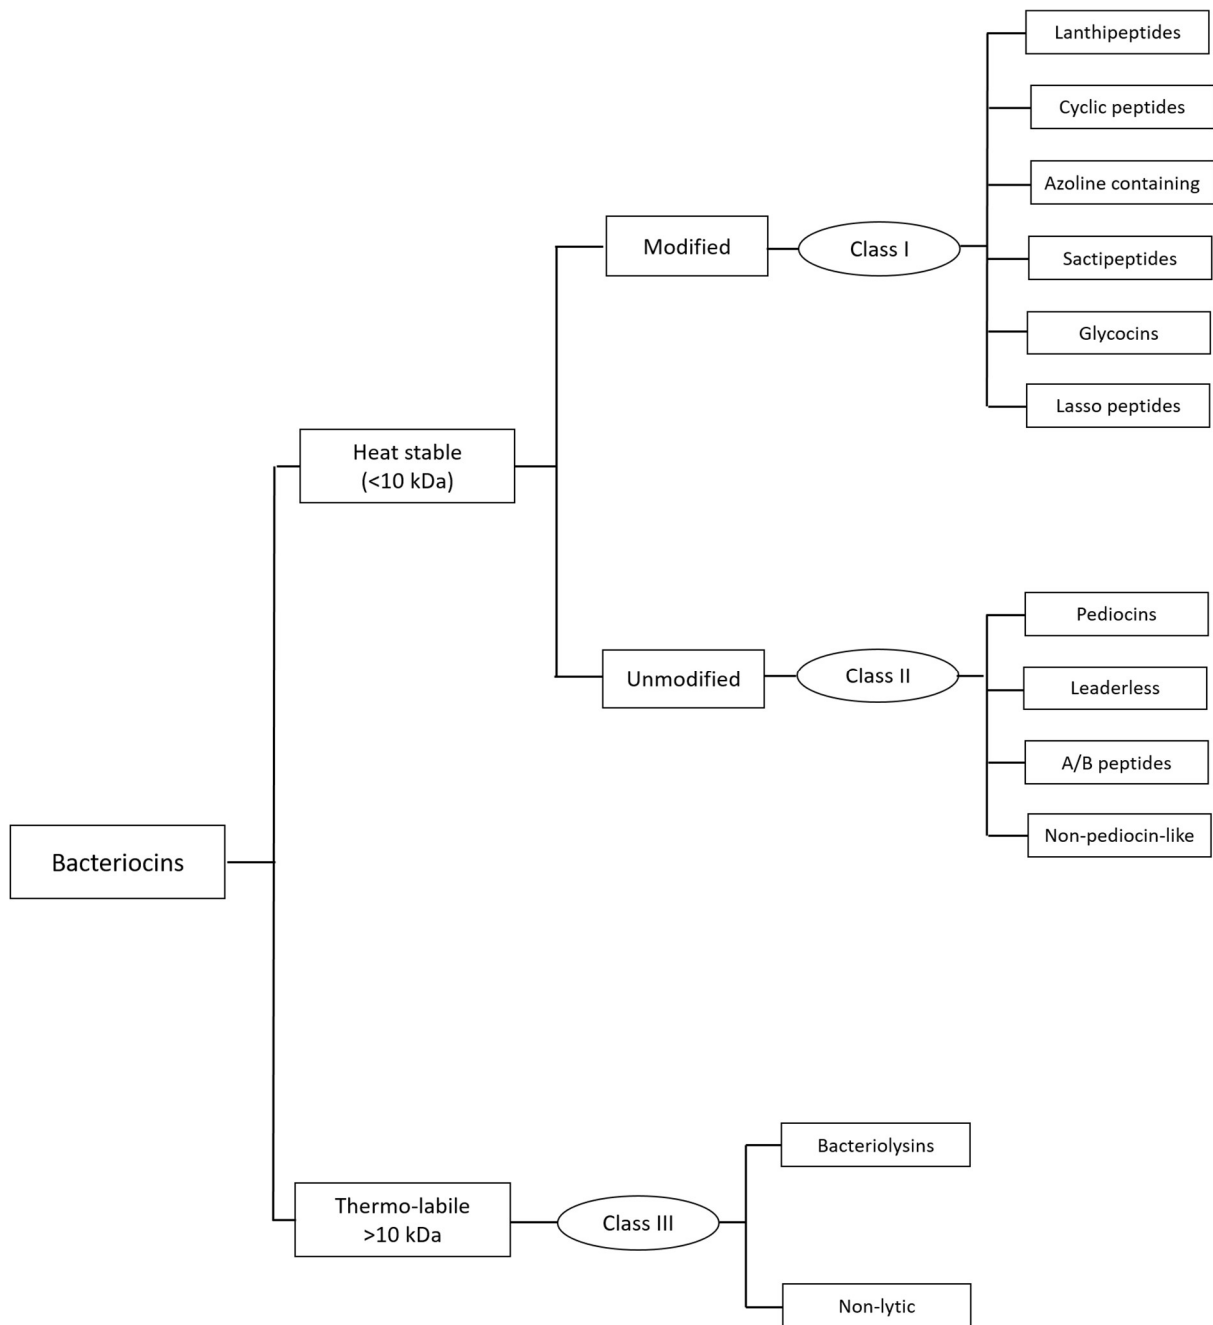 Lanthipeptides
Cyclic peptides
Azoline containing
Modified
Class I
Sactipeptides
Glycocins
Lasso peptides
Heat stable
(<10 kDa)
Pediocins
Unmodified
Class II
Leaderless
A/B peptides
Non-pediocin-like
Bacteriocins
Bacteriolysins
Thermo-labile
>10 kDa
Class III
Non-lytic